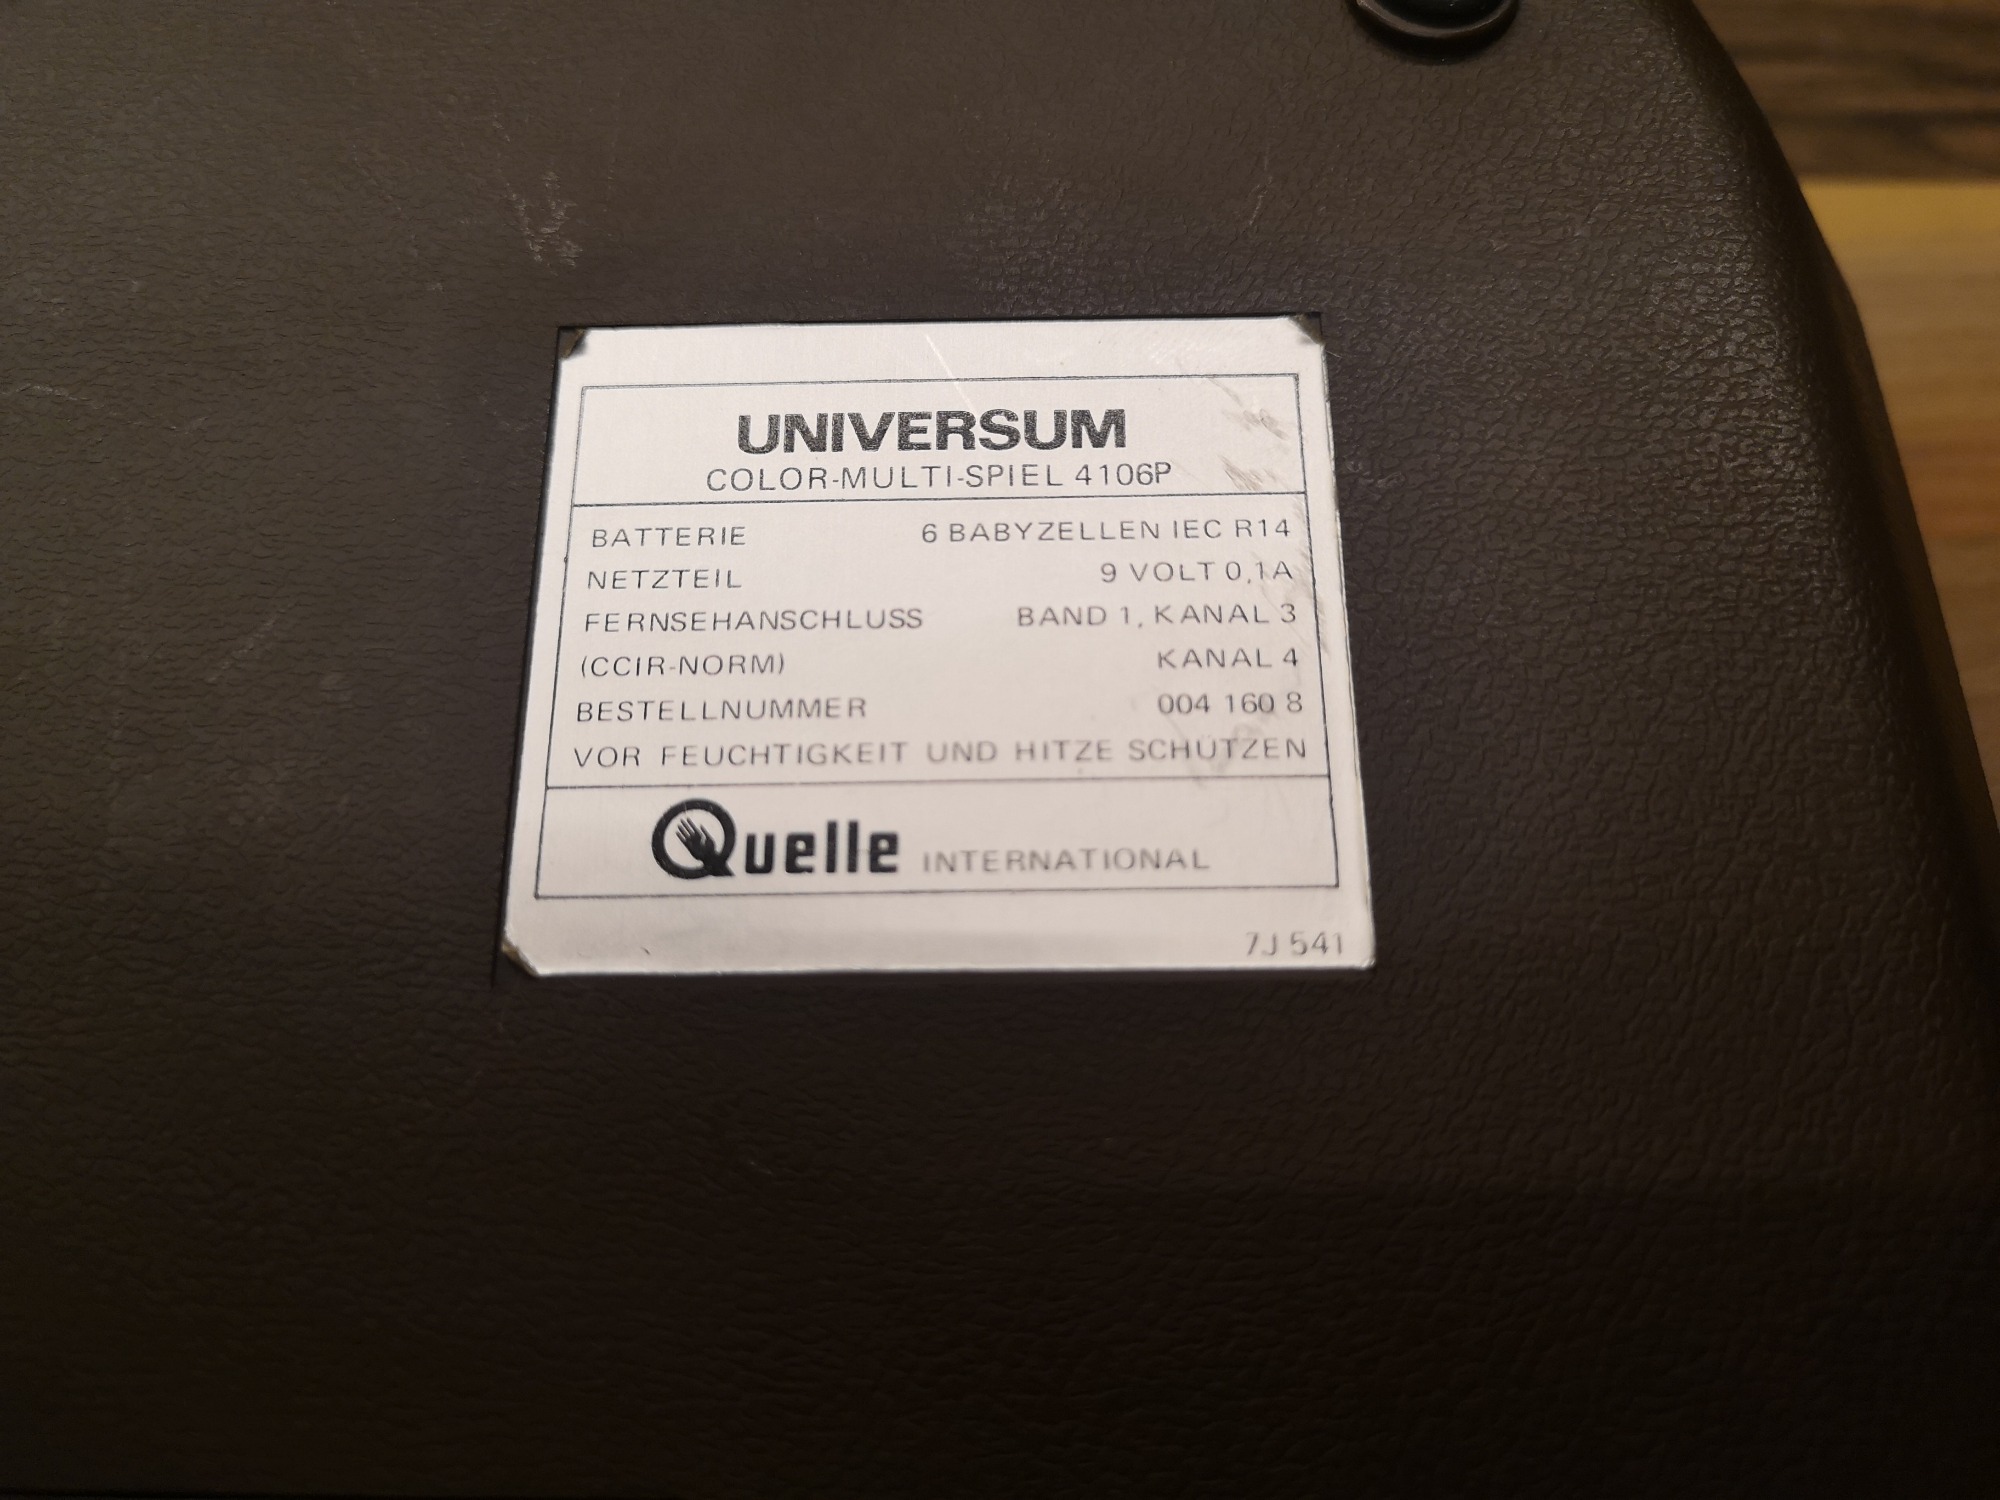 UNIVERSUM
COLOR-MULTI-SPIEL 4106P
BATTERIE 6 BABYZELLEN IEC R14
NETZTEIL 9 VOLT 0,1A
FERNSEHANSCHLUSS BAND 1, KANAL 3
(CCIR-NORM) KANAL 4
BESTELLNUMMER 004 160 8
VOR FEUCHTIGKEIT UND HITZE SCHÜTZEN
Quelle INTERNATIONAL
7J 541